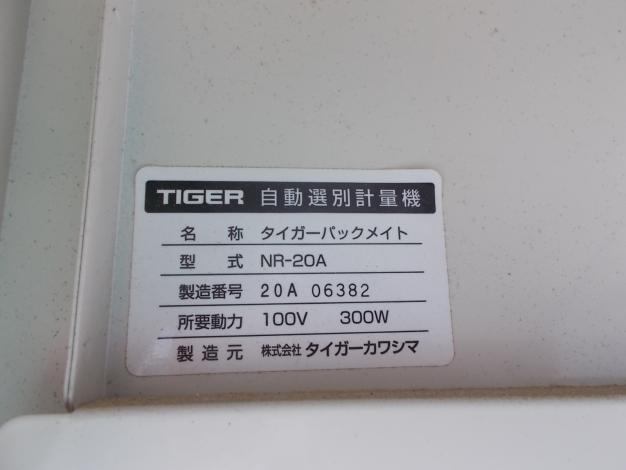 TIGER 自動選別計量機
名称 タイガーパックメイト
型式 NR-20A
製造番号 20A 06382
所要動力 100V 300W
製造元 株式会社 タイガーカワシマ